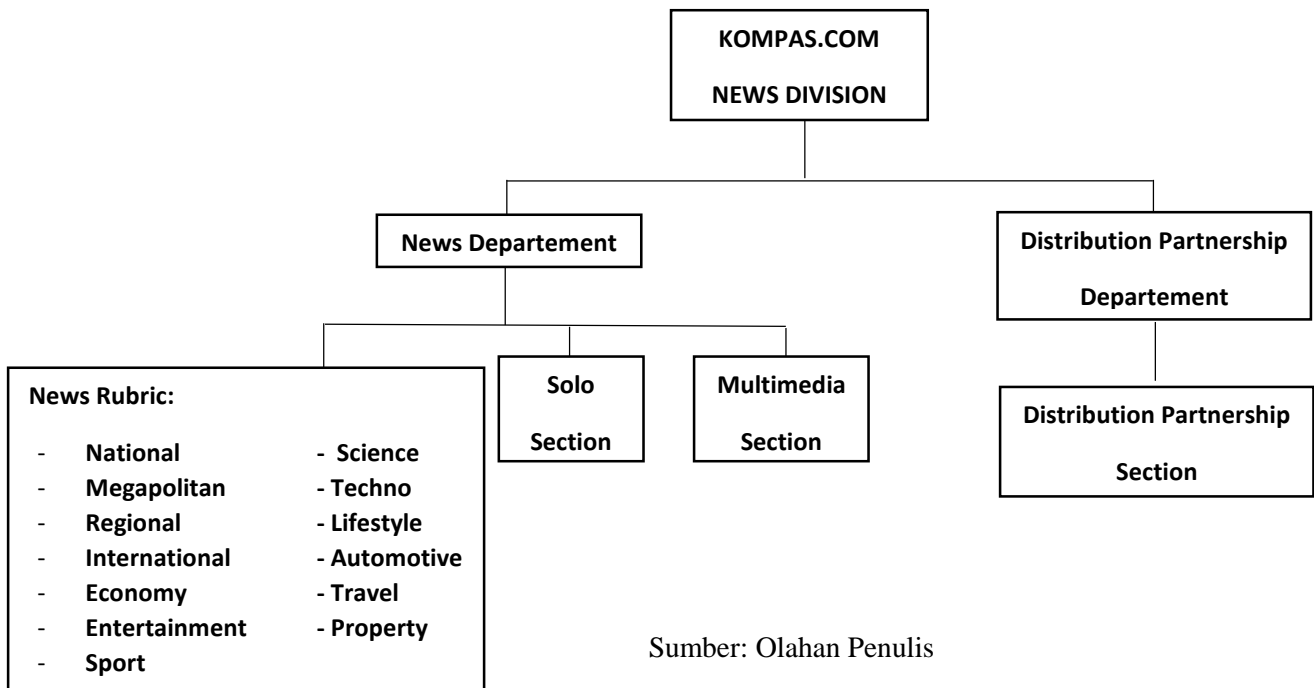 KOMPAS.COM
NEWS DIVISION
News Departement
Distribution Partnership
Departement
News Rubric:
- National
- Megapolitan
- Regional
- International
- Economy
- Entertainment
- Sport
- Science
- Techno
- Lifestyle
- Automotive
- Travel
- Property
Solo
Section
Multimedia
Section
Distribution Partnership
Section
Sumber: Olahan Penulis